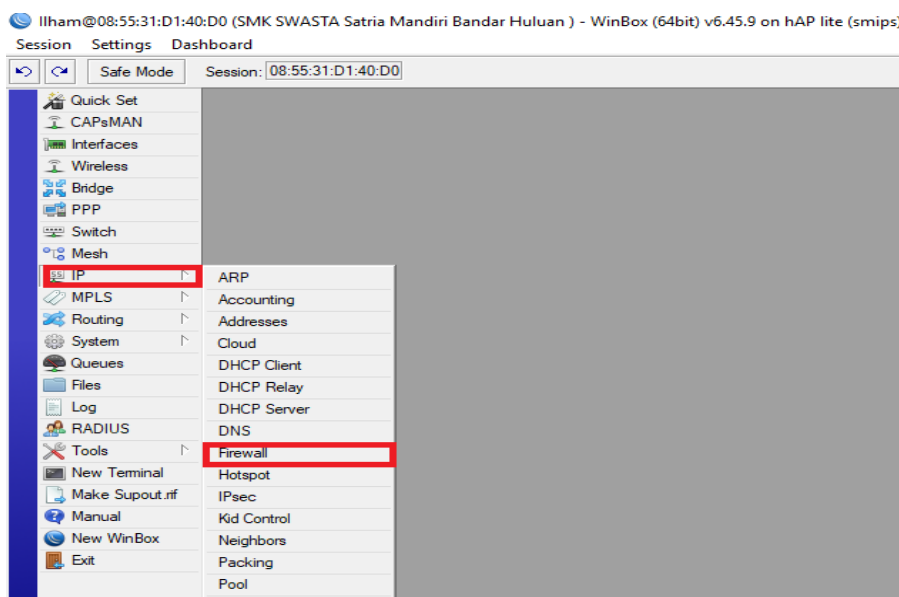 Ilham@08:55:31:D1:40:D0 (SMK SWASTA Satria Mandiri Bandar Huluan ) - WinBox (64bit) v6.45.9 on hAP lite (smips)
Session Settings Dashboard
Safe Mode Session: 08:55:31:D1:40:D0
Quick Set
CAPsMAN
Interfaces
Wireless
Bridge
PPP
Switch
Mesh
IP
MPLS
Routing
System
Queues
Files
Log
RADIUS
Tools
New Terminal
Make Supout.rif
Manual
New WinBox
Exit
ARP
Accounting
Addresses
Cloud
DHCP Client
DHCP Relay
DHCP Server
DNS
Firewall
Hotspot
IPsec
Kid Control
Neighbors
Packing
Pool